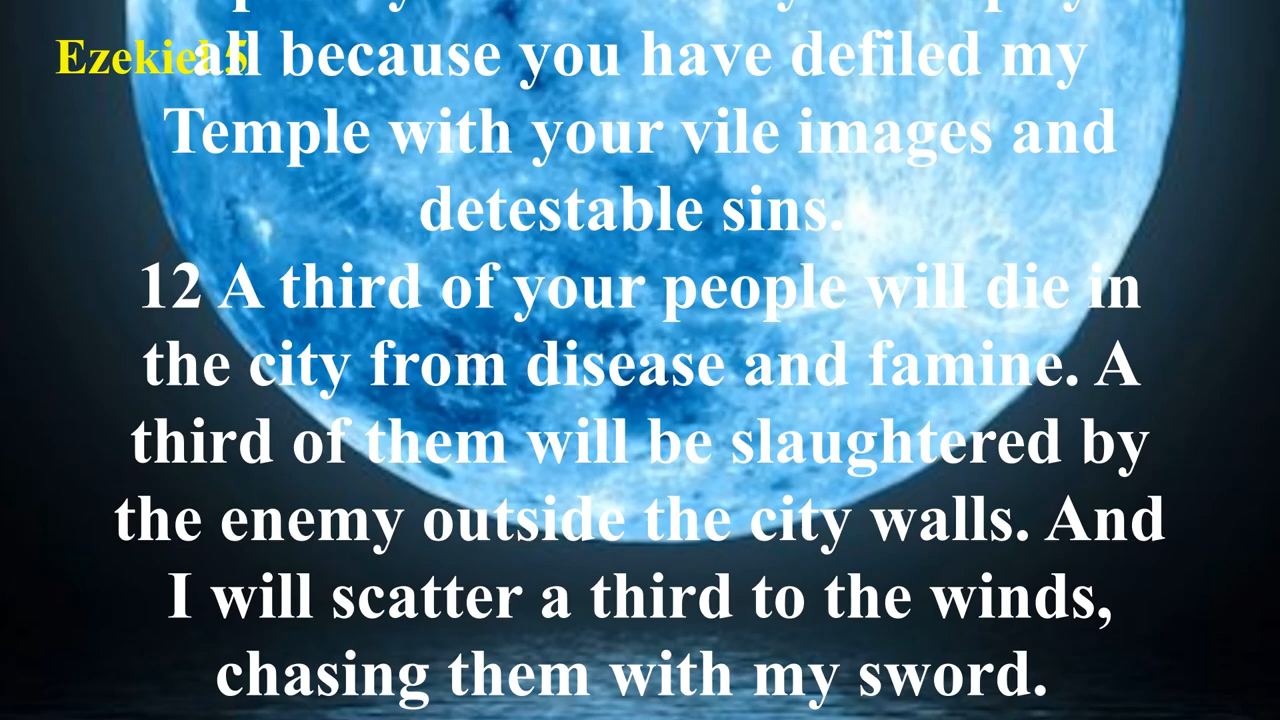 Ezekiel 5
all because you have defiled my
Temple with your vile images and
detestable sins.
12 A third of your people will die in
the city from disease and famine. A
third of them will be slaughtered by
the enemy outside the city walls. And
I will scatter a third to the winds,
chasing them with my sword.